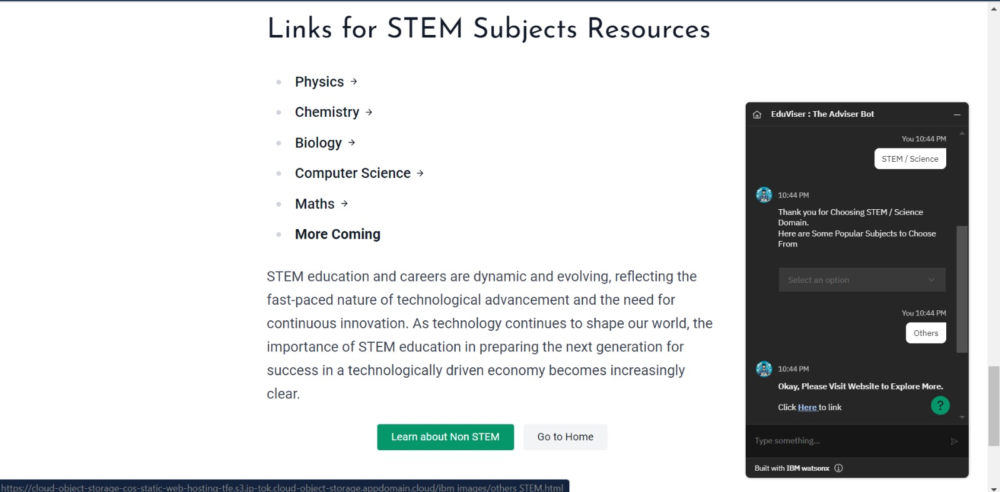 Links for STEM Subjects Resources
Physics →
Chemistry →
Biology →
Computer Science →
Maths →
More Coming
STEM education and careers are dynamic and evolving, reflecting the
fast-paced nature of technological advancement and the need for
continuous innovation. As technology continues to shape our world, the
importance of STEM education in preparing the next generation for
success in a technologically driven economy becomes increasingly
clear.
Learn about Non STEM
Go to Home
EduViser : The Adviser Bot
You 10:44 PM
STEM / Science
10:44 PM
Thank you for Choosing STEM / Science
Domain.
Here are Some Popular Subjects to Choose
From
Select an option
You 10:44 PM
Others
10:44 PM
Okay, Please Visit Website to Explore More.
Click Here to link
?
Type something...
Built with IBM watsonx
https://cloud-object-storage-cos-static-web-hosting-tfe.s3.jp-tok.cloud-object-storage.appdomain.cloud/ibm images/others STEM.html